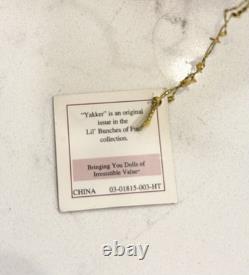 "Yakker" is an original
issue in the
Lil' Bunches of Fun
collection.
Bringing You Dolls of
Irresistible Value®
CHINA 03-01815-003-HT
worthpoint